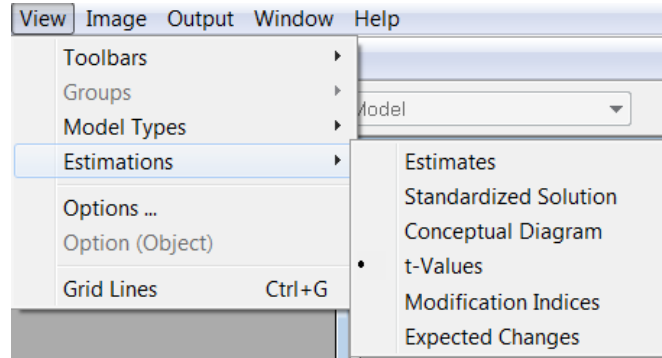 View Image Output Window Help
Toolbars
Groups
Model
Model Types
Estimations
Estimates
Standardized Solution
Options ...
Conceptual Diagram
Option (Object)
t-Values
Grid Lines Ctrl+G
Modification Indices
Expected Changes